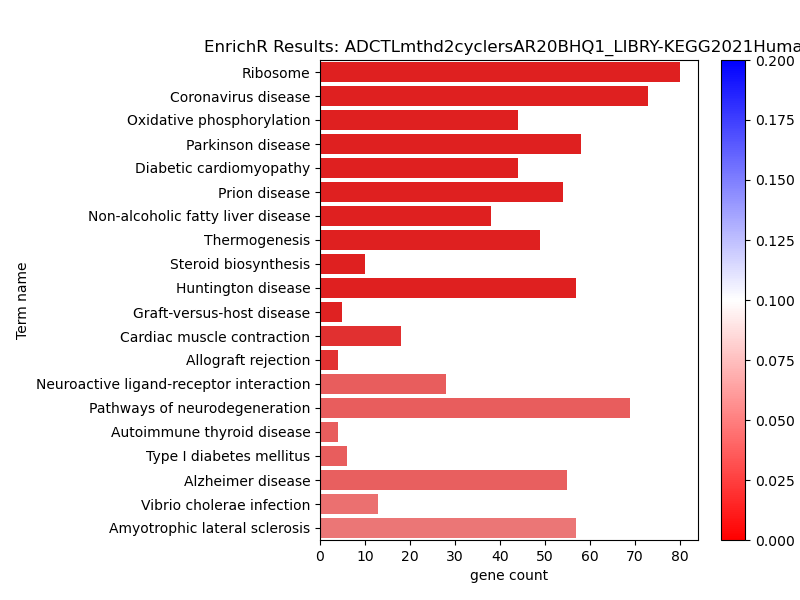 EnrichR Results: ADCTLmthd2cyclersAR20BHQ1_LIBRY-KEGG2021Huma
Term name
Ribosome
Coronavirus disease
Oxidative phosphorylation
Parkinson disease
Diabetic cardiomyopathy
Prion disease
Non-alcoholic fatty liver disease
Thermogenesis
Steroid biosynthesis
Huntington disease
Graft-versus-host disease
Cardiac muscle contraction
Allograft rejection
Neuroactive ligand-receptor interaction
Pathways of neurodegeneration
Autoimmune thyroid disease
Type I diabetes mellitus
Alzheimer disease
Vibrio cholerae infection
Amyotrophic lateral sclerosis
0 10 20 30 40 50 60 70 80
gene count
0.200
0.175
0.150
0.125
0.100
0.075
0.050
0.025
0.000